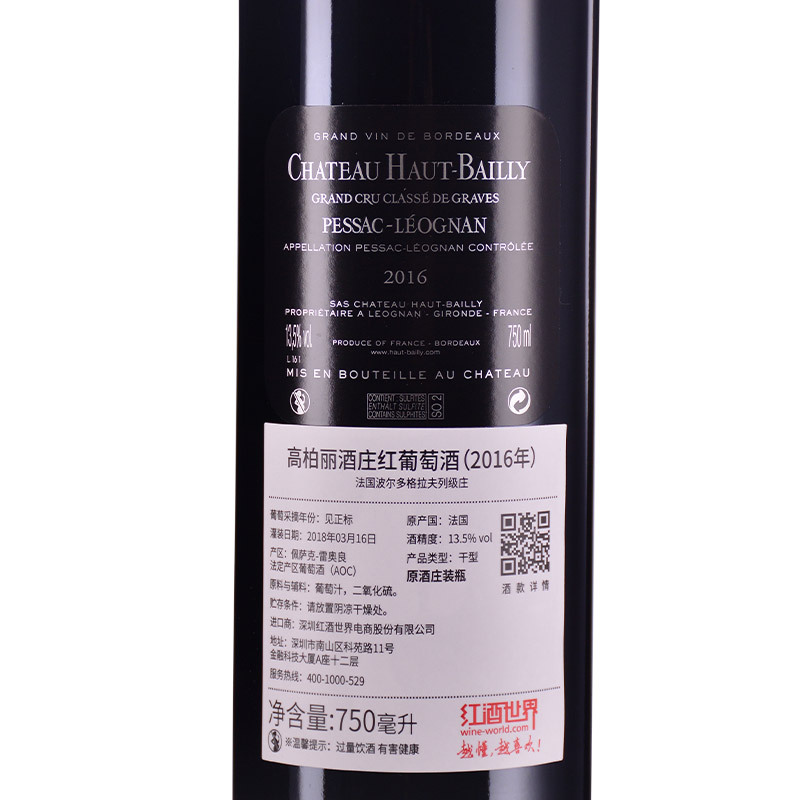 GRAND VIN DE BORDEAUX
CHATEAU HAUT-BAILLY
GRAND CRU CLASSÉ DE GRAVES
PESSAC-LÉOGNAN
APPELLATION PESSAC-LÉOGNAN CONTRÔLÉE
2016
SAS CHATEAU HAUT-BAILLY
PROPRIÉTAIRE A LEOGNAN - GIRONDE - FRANCE
13,5% vol
PRODUCE OF FRANCE - BORDEAUX
750 ml
L 161
www.haut-bailly.com
MIS EN BOUTEILLE AU CHATEAU
CONTIENT : SULFITES
ENTHÄLT SULFITE
CONTAINS SULPHITES
SO2
高柏丽酒庄红葡萄酒(2016年)
法国波尔多格拉夫列级庄
葡萄采摘年份：见正标
灌装日期：2018年03月16日
产区：佩萨克-雷奥良
法定产区葡萄酒（AOC）
原产国：法国
酒精度：13.5% vol
产品类型：干型
原酒庄装瓶
酒款详情
原料与辅料：葡萄汁，二氧化硫。
贮存条件：请放置阴凉干燥处。
进口商：深圳红酒世界电商股份有限公司
地址：深圳市南山区科苑路11号
金融科技大厦A座十二层
服务热线：400-1000-529
净含量:750毫升
※温馨提示：过量饮酒 有害健康
红酒世界
wine-world.com
越懂,越喜欢!